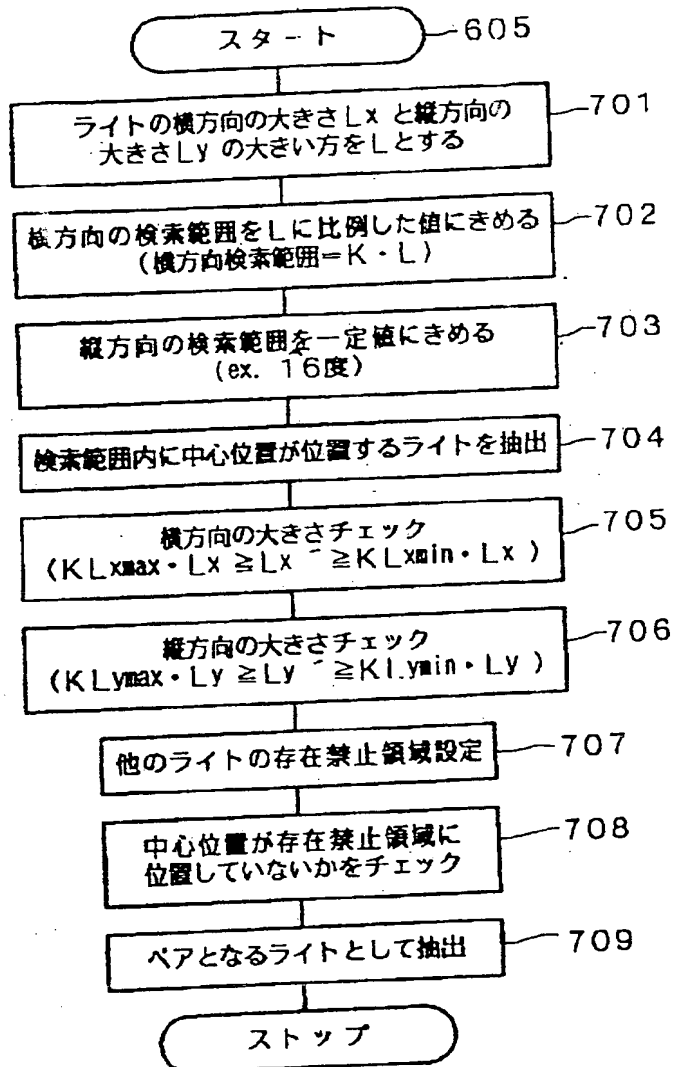 スタート
605
ライトの横方向の大きさLxと縦方向の
大きさLyの大きい方をLとする
701
横方向の検索範囲をLに比例した値にきめる
(横方向検索範囲=K・L)
702
縦方向の検索範囲を一定値にきめる
(ex. 16度)
703
検索範囲内に中心位置が位置するライトを抽出
704
横方向の大きさチェック
(KLxmax・Lx≧Lx´≧KLxmin・Lx)
705
縦方向の大きさチェック
(KLymax・Ly≧Ly´≧KLymin・Ly)
706
他のライトの存在禁止領域設定
707
中心位置が存在禁止領域に
位置していないかをチェック
708
ペアとなるライトとして抽出
709
ストップ